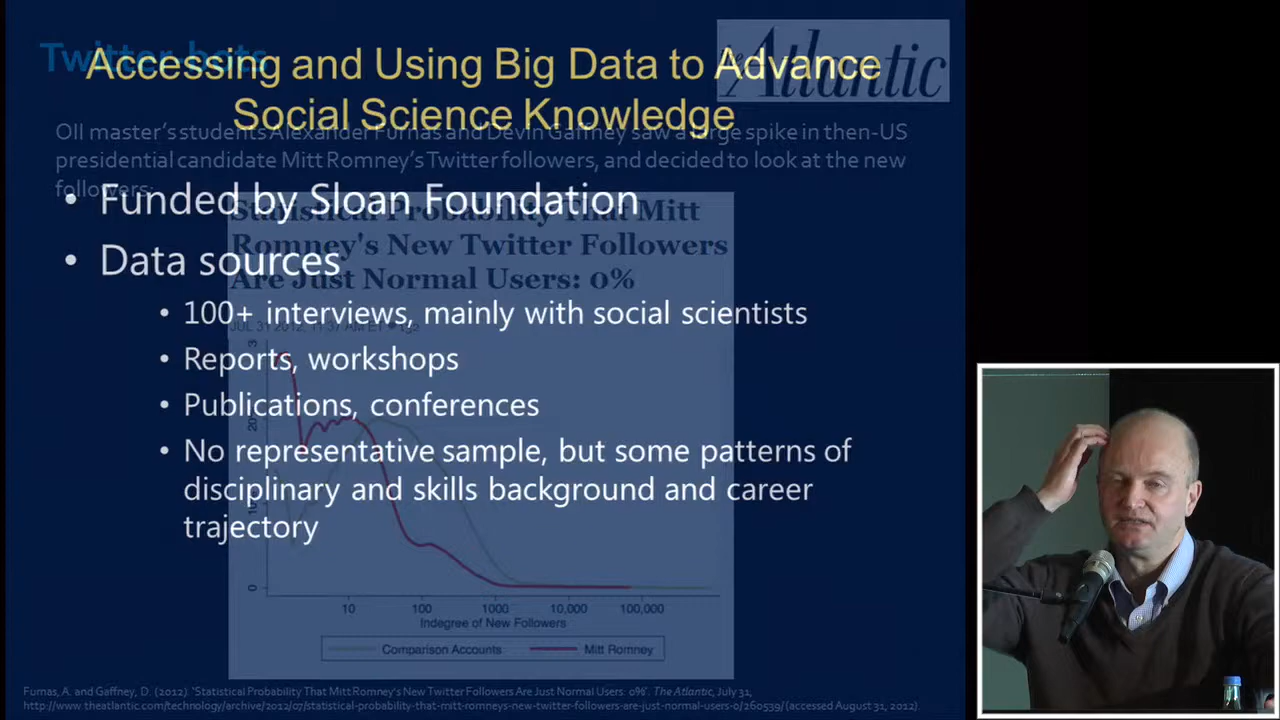 Accessing and Using Big Data to Advance
Social Science Knowledge
• Funded by Sloan Foundation
• Data sources
• 100+ interviews, mainly with social scientists
• Reports, workshops
• Publications, conferences
• No representative sample, but some patterns of
disciplinary and skills background and career
trajectory
Twitter bots
The Atlantic
OII master's students Alexander Furnas and Devin Gaffney saw a large spike in then-US
presidential candidate Mitt Romney's Twitter followers, and decided to look at the new
followers:
Statistical Probability That Mitt
Romney's New Twitter Followers
Are Just Normal Users: 0%
JUL 31 2012, 11:37 AM ET
0
10
100
1000
10,000
100,000
Indegree of New Followers
Comparison Accounts
Mitt Romney
Furnas, A. and Gaffney, D. (2012). 'Statistical Probability That Mitt Romney's New Twitter Followers Are Just Normal Users: 0%'. The Atlantic, July 31,
http://www.theatlantic.com/technology/archive/2012/07/statistical-probability-that-mitt-romneys-new-twitter-followers-are-just-normal-users-0/260539/ (accessed August 31, 2012).